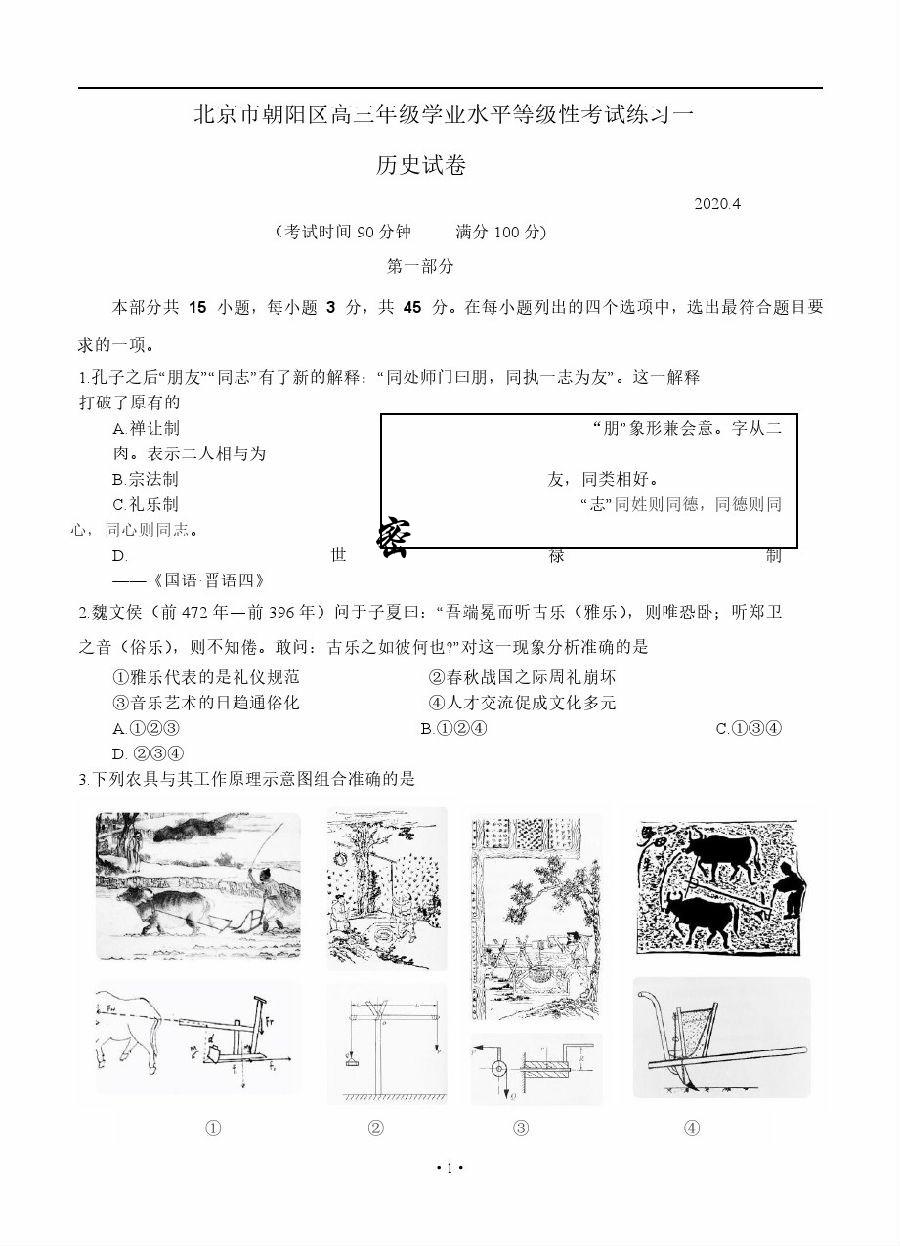 北京市朝阳区高三年级学业水平等级性考试练习一
历史试卷
2020.4
（考试时间 90 分钟 满分 100 分)
第一部分
本部分共 15 小题，每小题 3 分，共 45 分。在每小题列出的四个选项中，选出最符合题目要
求的一项。
1.孔子之后“朋友”“同志”有了新的解释：“同处师门曰朋，同执一志为友”。这一解释
打破了原有的
A.禅让制 “朋”象形兼会意。字从二
肉。表示二人相与为
B.宗法制 友，同类相好。
C.礼乐制 “志”同姓则同德，同德则同
心，同心则同志。
密
D. 世 禄 制
——《国语·晋语四》
2.魏文侯（前 472 年—前 396 年）问于子夏曰：“吾端冕而听古乐（雅乐），则唯恐卧；听郑卫
之音（俗乐），则不知倦。敢问：古乐之如彼何也?”对这一现象分析准确的是
①雅乐代表的是礼仪规范 ②春秋战国之际周礼崩坏
③音乐艺术的日趋通俗化 ④人才交流促成文化多元
A.①②③ B.①②④ C.①③④
D. ②③④
3.下列农具与其工作原理示意图组合准确的是
① ② ③ ④
·1·